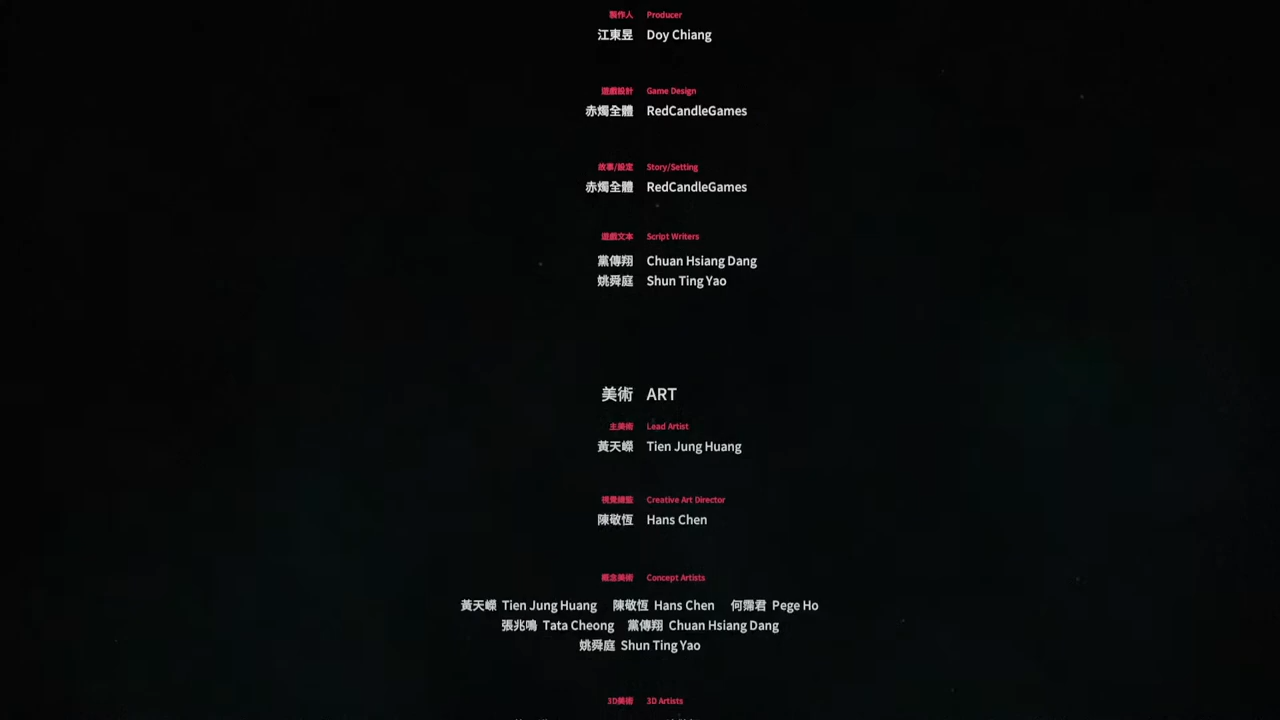 製作人 Producer
江東昱 Doy Chiang
遊戲設計 Game Design
赤燭全體 RedCandleGames
故事/設定 Story/Setting
赤燭全體 RedCandleGames
遊戲文本 Script Writers
黨傳翔 Chuan Hsiang Dang
姚舜庭 Shun Ting Yao
美術 ART
主美術 Lead Artist
黃天嶸 Tien Jung Huang
視覺總監 Creative Art Director
陳敬恆 Hans Chen
概念美術 Concept Artists
黃天嶸 Tien Jung Huang 陳敬恆 Hans Chen 何霈君 Pege Ho
張兆鳴 Tata Cheong 黨傳翔 Chuan Hsiang Dang
姚舜庭 Shun Ting Yao
3D美術 3D Artists